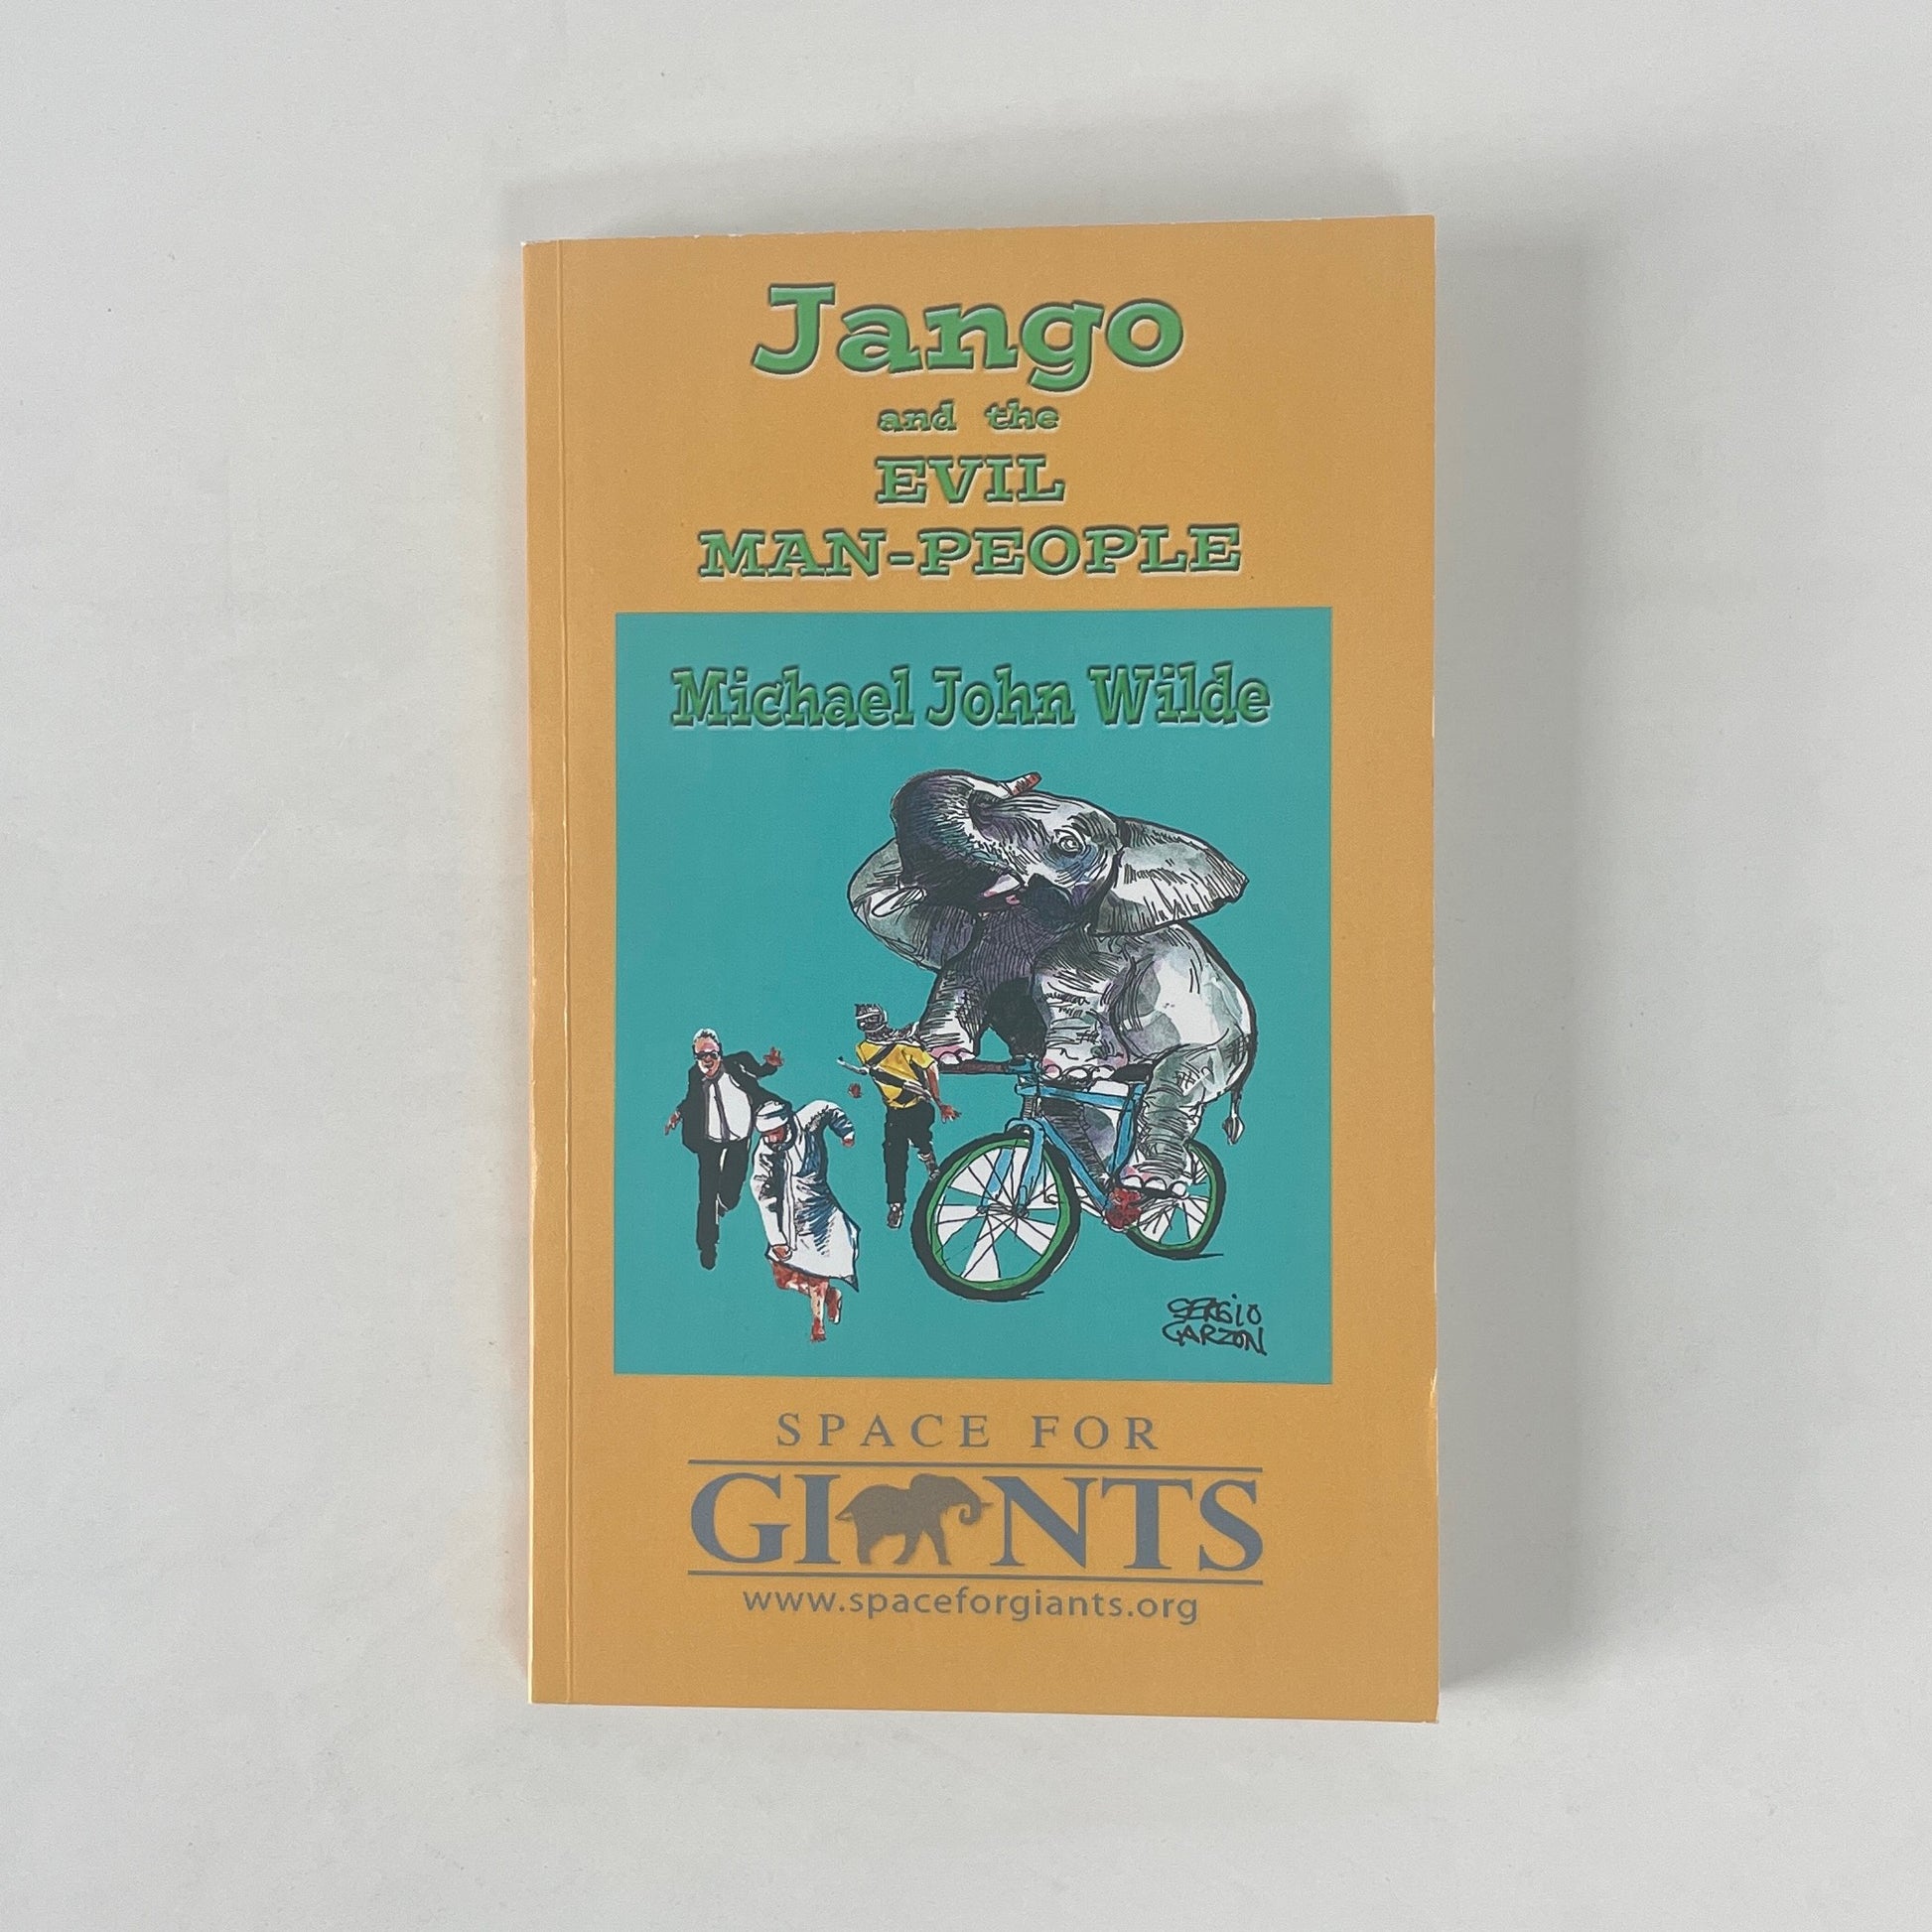 Jango
and the
EVIL
MAN-PEOPLE
Michael John Wilde
SERGIO
GARZON
SPACE FOR
GIANTS
www.spaceforgiants.org